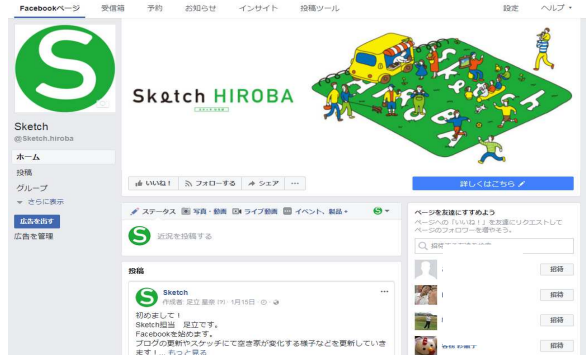 Facebookページ 受信箱 予約 お知らせ インサイト 投稿ツール 設定 ヘルプ
S
Sketch HIROBA
Sketch
@Sketch.hiroba
ホーム
投稿
グループ
さらに表示
広告を出す
広告を管理
いいね！ フォローする シェア ...
詳しくはこちら
ステータス 写真・動画 ライブ動画 イベント、製品 +
近況を投稿する
投稿
Sketch
作成者: 足立
1月15日
初めまして！
Sketch担当 足立です。
Facebookを始めます。
ブログの更新やスケッチにて空き家が変化する様子などを更新していき
ます！... もっと見る
ページを友達にすすめよう
ページへの「いいね！」を友達にリクエストして
ページのフォロワーを増やそう。
招待
招待
招待
招待